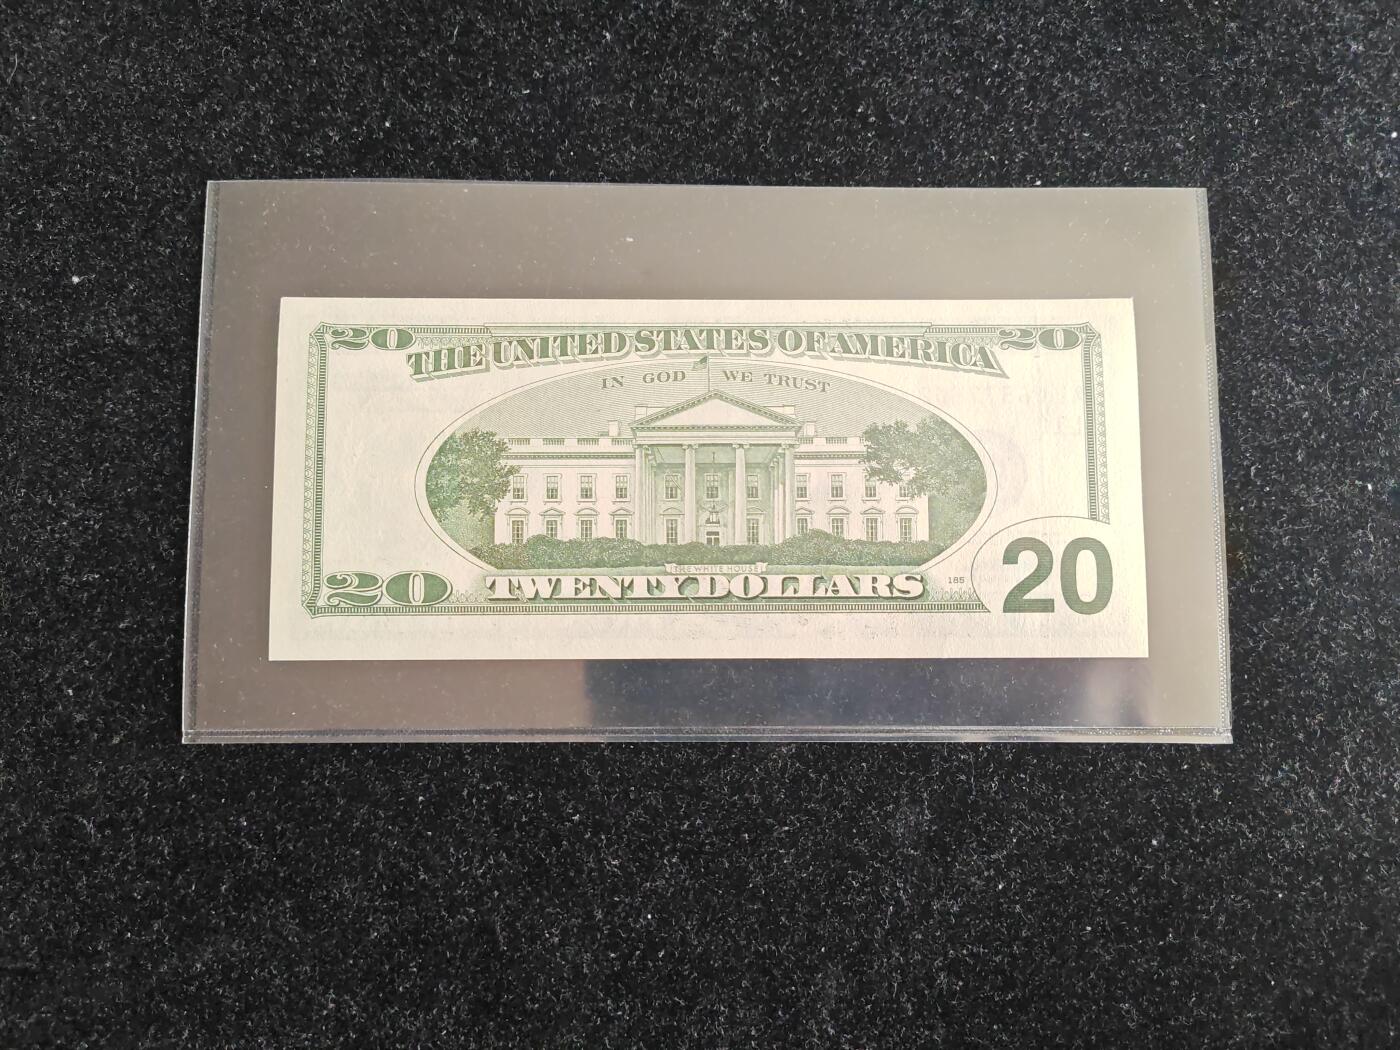 20
20
THE UNITED STATES OF AMERICA
IN GOD WE TRUST
THE WHITE HOUSE
20
TWENTY DOLLARS
185
20